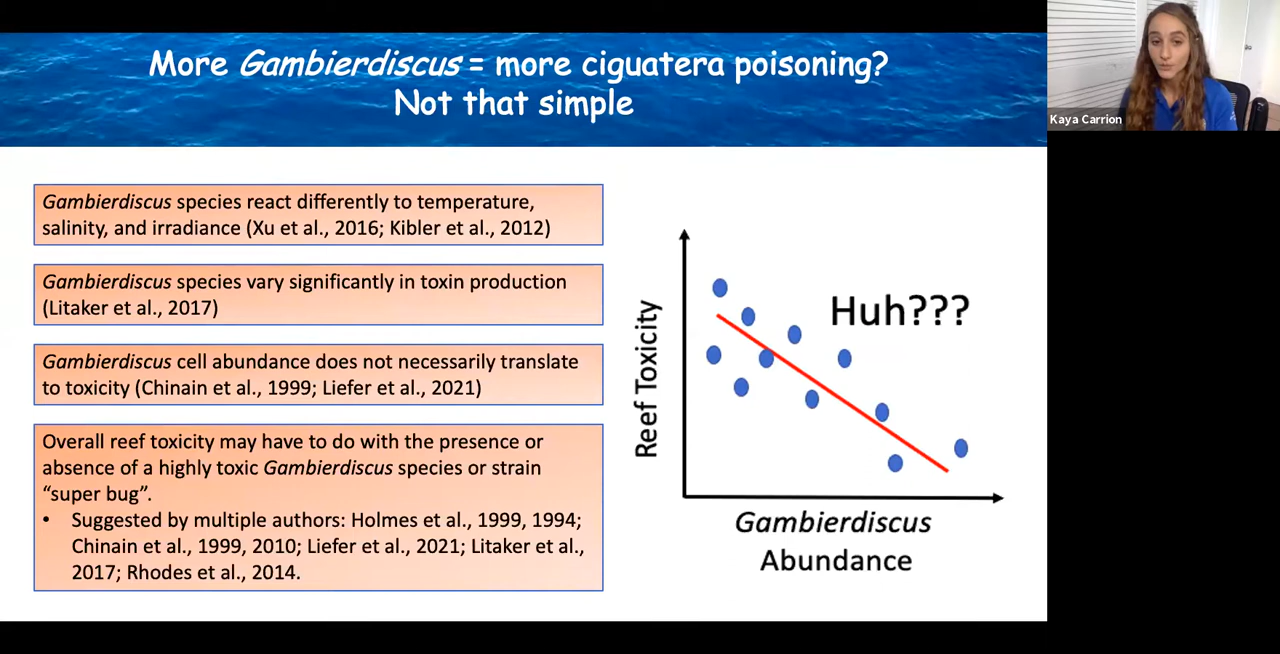 More Gambierdiscus = more ciguatera poisoning?
Not that simple
Kaya Carrion
Gambierdiscus species react differently to temperature,
salinity, and irradiance (Xu et al., 2016; Kibler et al., 2012)
Gambierdiscus species vary significantly in toxin production
(Litaker et al., 2017)
Gambierdiscus cell abundance does not necessarily translate
to toxicity (Chinain et al., 1999; Liefer et al., 2021)
Overall reef toxicity may have to do with the presence or
absence of a highly toxic Gambierdiscus species or strain
“super bug”.
• Suggested by multiple authors: Holmes et al., 1999, 1994;
Chinain et al., 1999, 2010; Liefer et al., 2021; Litaker et al.,
2017; Rhodes et al., 2014.
Reef Toxicity
Huh???
Gambierdiscus
Abundance